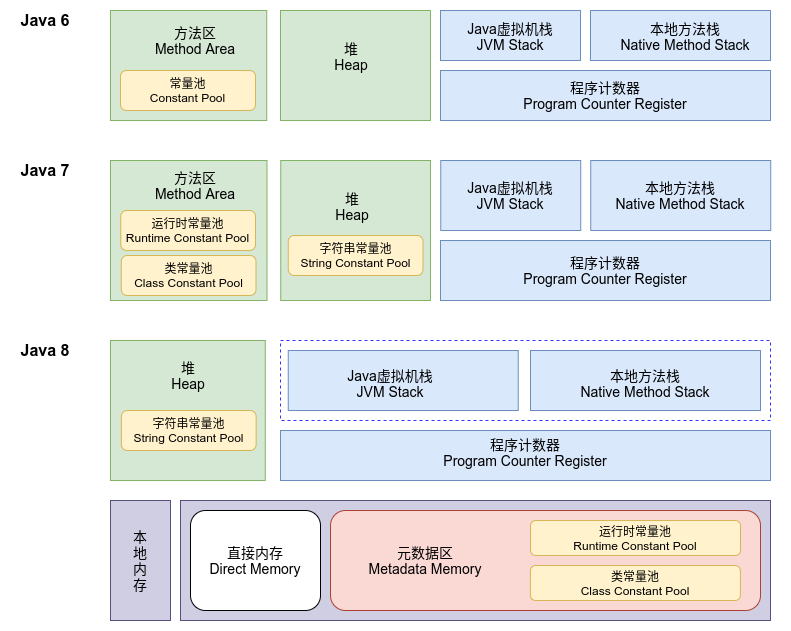 Java 6
方法区
Method Area
常量池
Constant Pool
堆
Heap
Java虚拟机栈
JVM Stack
本地方法栈
Native Method Stack
程序计数器
Program Counter Register
Java 7
方法区
Method Area
运行时常量池
Runtime Constant Pool
类常量池
Class Constant Pool
堆
Heap
字符串常量池
String Constant Pool
Java虚拟机栈
JVM Stack
本地方法栈
Native Method Stack
程序计数器
Program Counter Register
Java 8
堆
Heap
字符串常量池
String Constant Pool
Java虚拟机栈
JVM Stack
本地方法栈
Native Method Stack
程序计数器
Program Counter Register
本地内存
直接内存
Direct Memory
元数据区
Metadata Memory
运行时常量池
Runtime Constant Pool
类常量池
Class Constant Pool